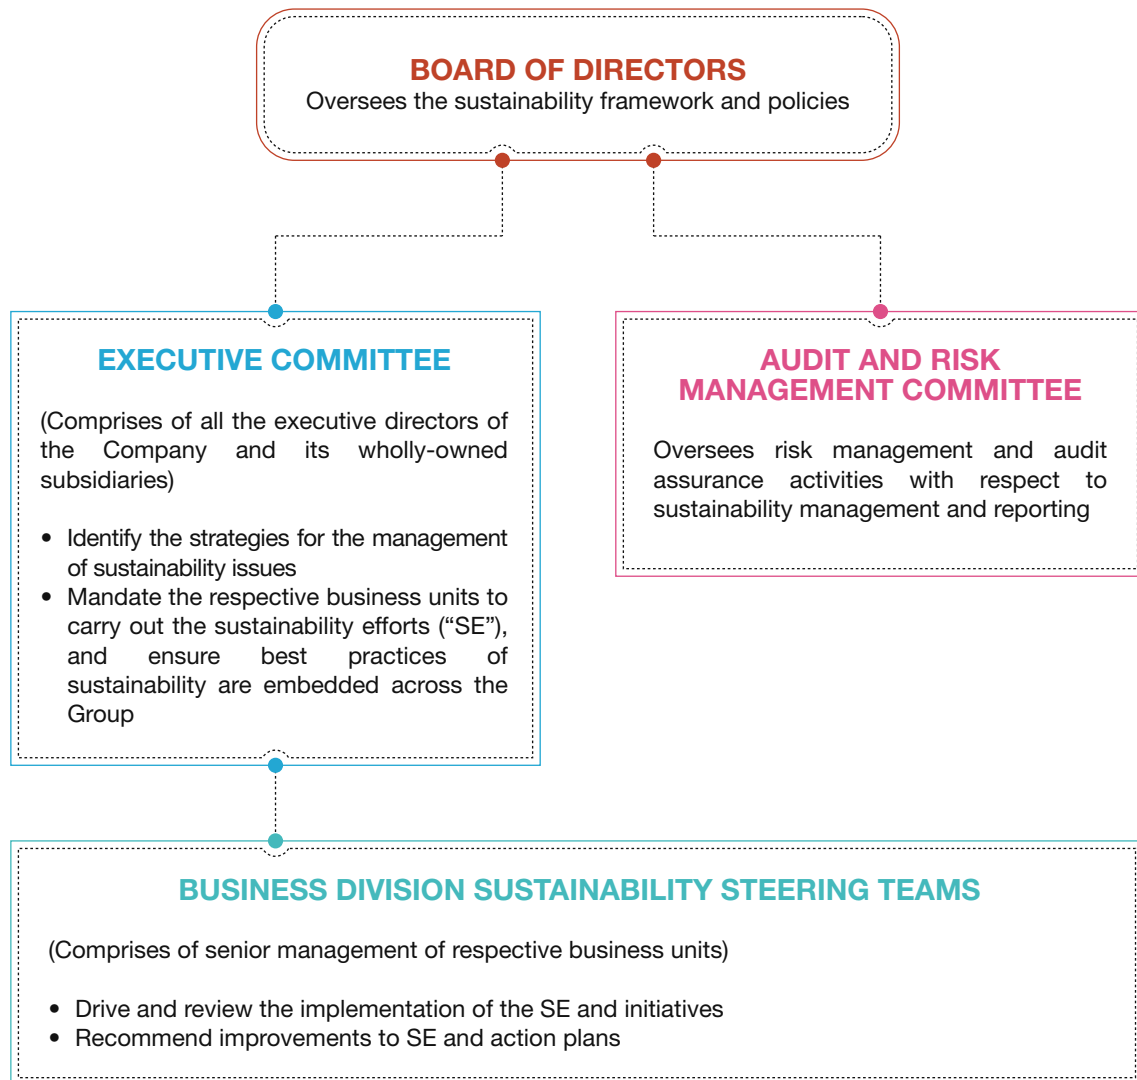 BOARD OF DIRECTORS
Oversees the sustainability framework and policies
EXECUTIVE COMMITTEE
(Comprises of all the executive directors of
the Company and its wholly-owned
subsidiaries)
• Identify the strategies for the management
of sustainability issues
• Mandate the respective business units to
carry out the sustainability efforts (“SE”),
and ensure best practices of
sustainability are embedded across the
Group
AUDIT AND RISK
MANAGEMENT COMMITTEE
Oversees risk management and audit
assurance activities with respect to
sustainability management and reporting
BUSINESS DIVISION SUSTAINABILITY STEERING TEAMS
(Comprises of senior management of respective business units)
• Drive and review the implementation of the SE and initiatives
• Recommend improvements to SE and action plans